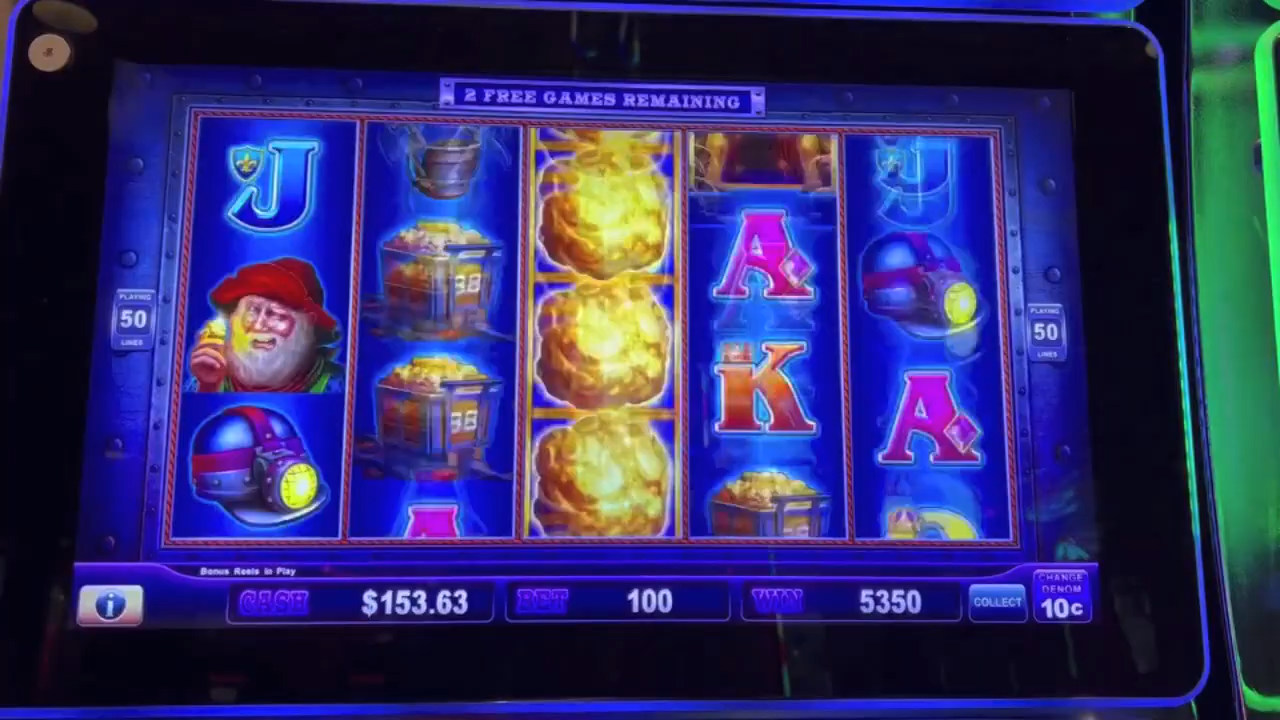 2 FREE GAMES REMAINING
J
J
A
K
A
A
PLAYING
50
LINES
PLAYING
50
LINES
Bonus Reels In Play
i
CASH $153.63
BET 100
WIN 5350
COLLECT
CHANGE
DENOM
10¢